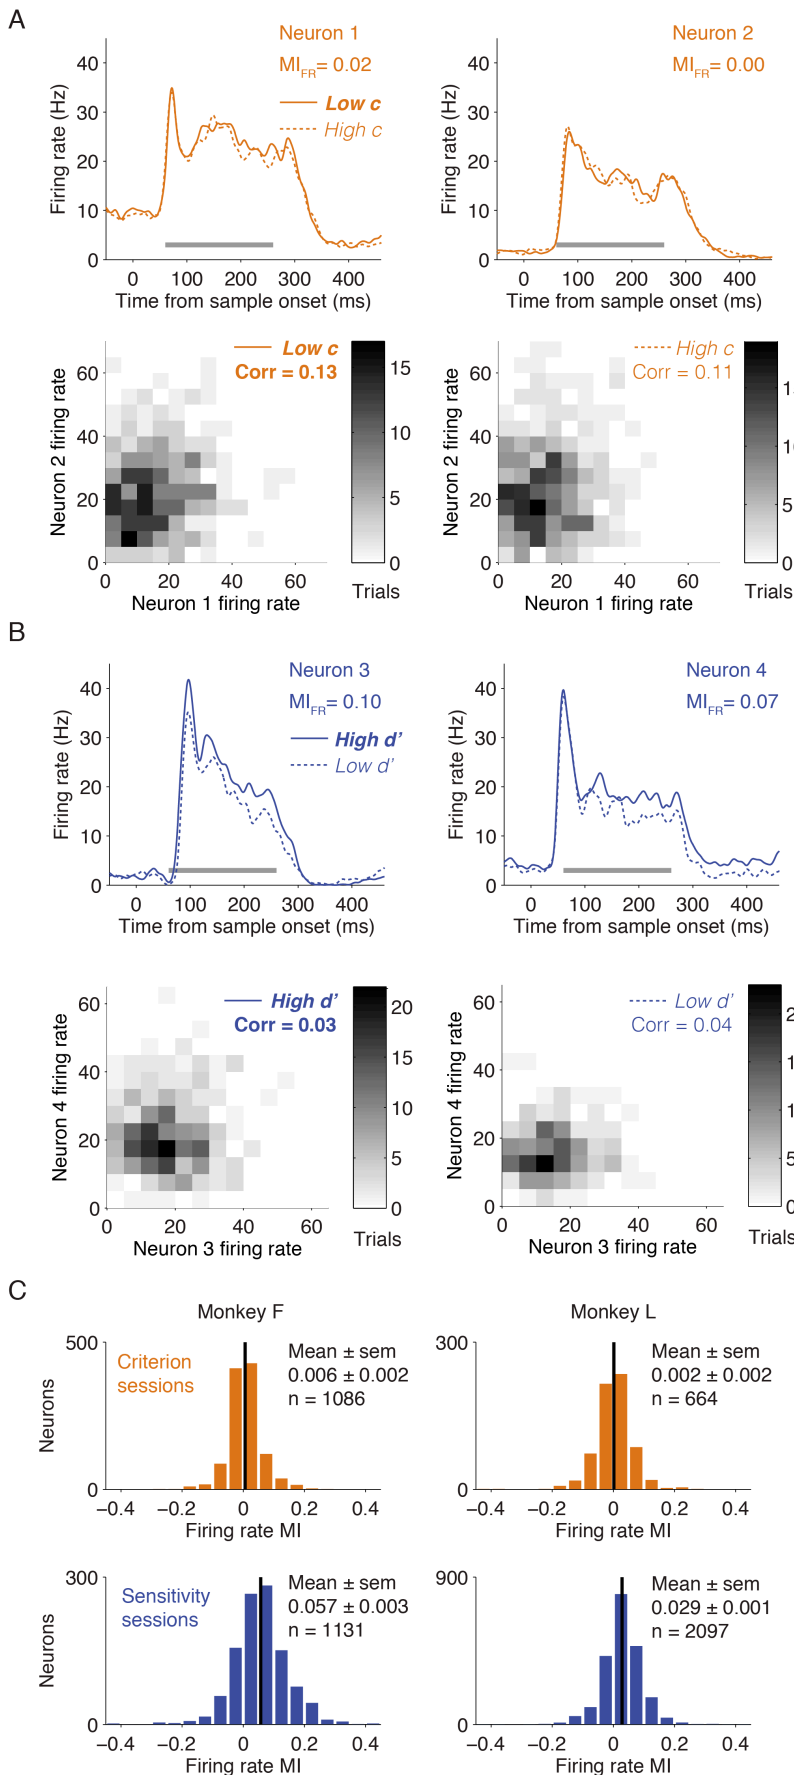 A
Neuron 1
MIFR= 0.02
Low c
High c
Firing rate (Hz)
40
30
20
10
0
0 100 200 300 400
Time from sample onset (ms)
Neuron 2
MIFR= 0.00
Firing rate (Hz)
40
30
20
10
0
0 100 200 300 400
Time from sample onset (ms)
Low c
Corr = 0.13
Neuron 2 firing rate
60
40
20
0
0 20 40 60
Neuron 1 firing rate
15
10
5
0
Trials
High c
Corr = 0.11
Neuron 2 firing rate
60
40
20
0
0 20 40 60
Neuron 1 firing rate
5
0
Trials
B
Neuron 3
MIFR= 0.10
High d’
Low d’
Firing rate (Hz)
40
30
20
10
0
0 100 200 300 400
Time from sample onset (ms)
Neuron 4
MIFR= 0.07
Firing rate (Hz)
40
30
20
10
0
0 100 200 300 400
Time from sample onset (ms)
High d’
Corr = 0.03
Neuron 4 firing rate
60
40
20
0
0 20 40 60
Neuron 3 firing rate
20
15
10
5
0
Trials
Low d’
Corr = 0.04
Neuron 4 firing rate
60
40
20
0
0 20 40 60
Neuron 3 firing rate
5
0
Trials
C
Monkey F
Criterion
sessions
Mean ± sem
0.006 ± 0.002
n = 1086
Neurons
500
0
−0.4 −0.2 0 0.2 0.4
Firing rate MI
Monkey L
Mean ± sem
0.002 ± 0.002
n = 664
300
0
−0.4 −0.2 0 0.2 0.4
Firing rate MI
Sensitivity
sessions
Mean ± sem
0.057 ± 0.003
n = 1131
Neurons
300
0
−0.4 −0.2 0 0.2 0.4
Firing rate MI
Mean ± sem
0.029 ± 0.001
n = 2097
900
0
−0.4 −0.2 0 0.2 0.4
Firing rate MI